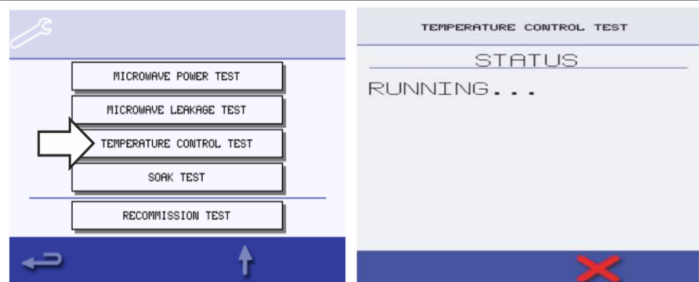 MICROWAVE POWER TEST
MICROWAVE LEAKAGE TEST
TEMPERATURE CONTROL TEST
SOAK TEST
RECOMMISSION TEST
TEMPERATURE CONTROL TEST
STATUS
RUNNING...